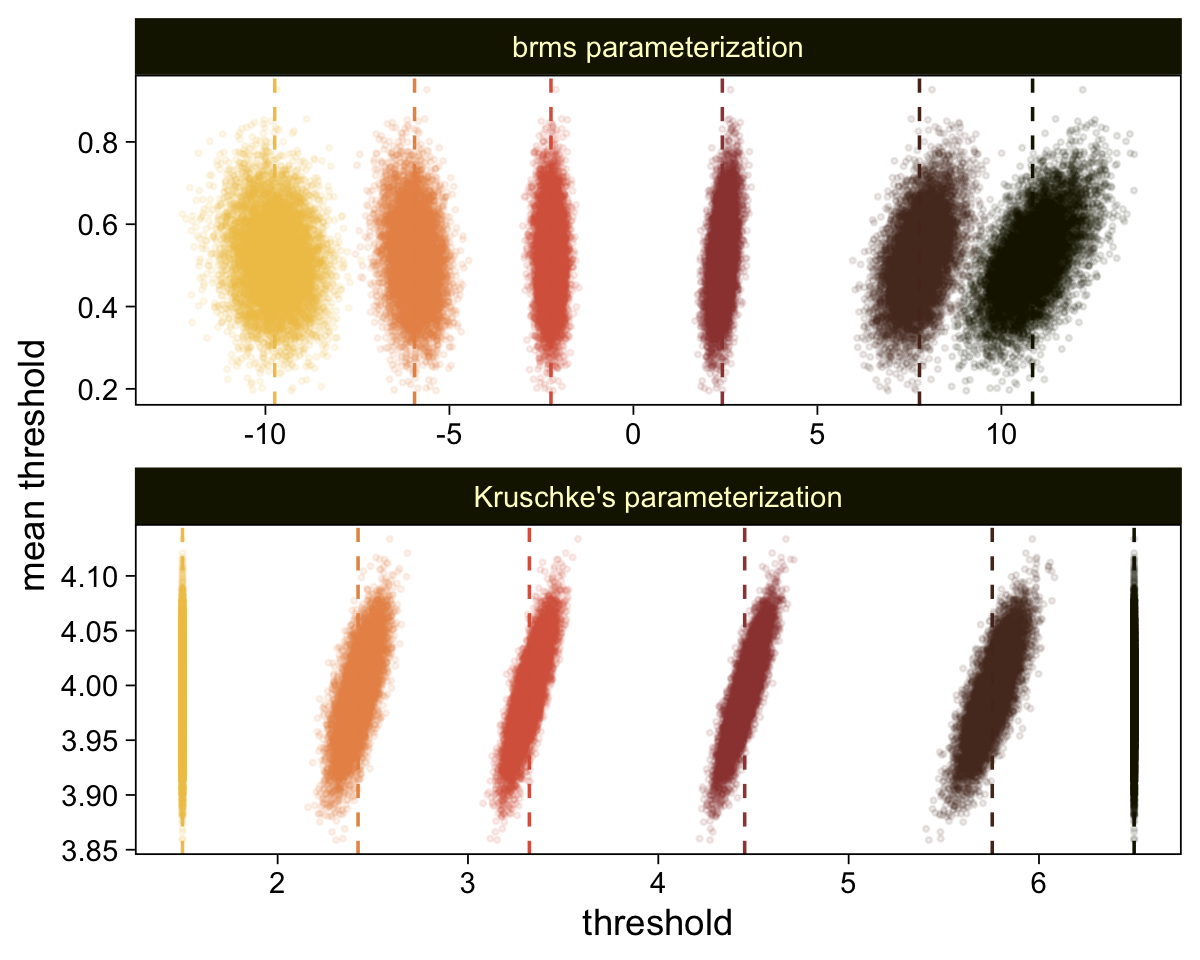 brms parameterization
0.8
0.6
0.4
0.2
-10 -5 0 5 10
mean threshold
Kruschke's parameterization
4.10
4.05
4.00
3.95
3.90
3.85
2 3 4 5 6
threshold